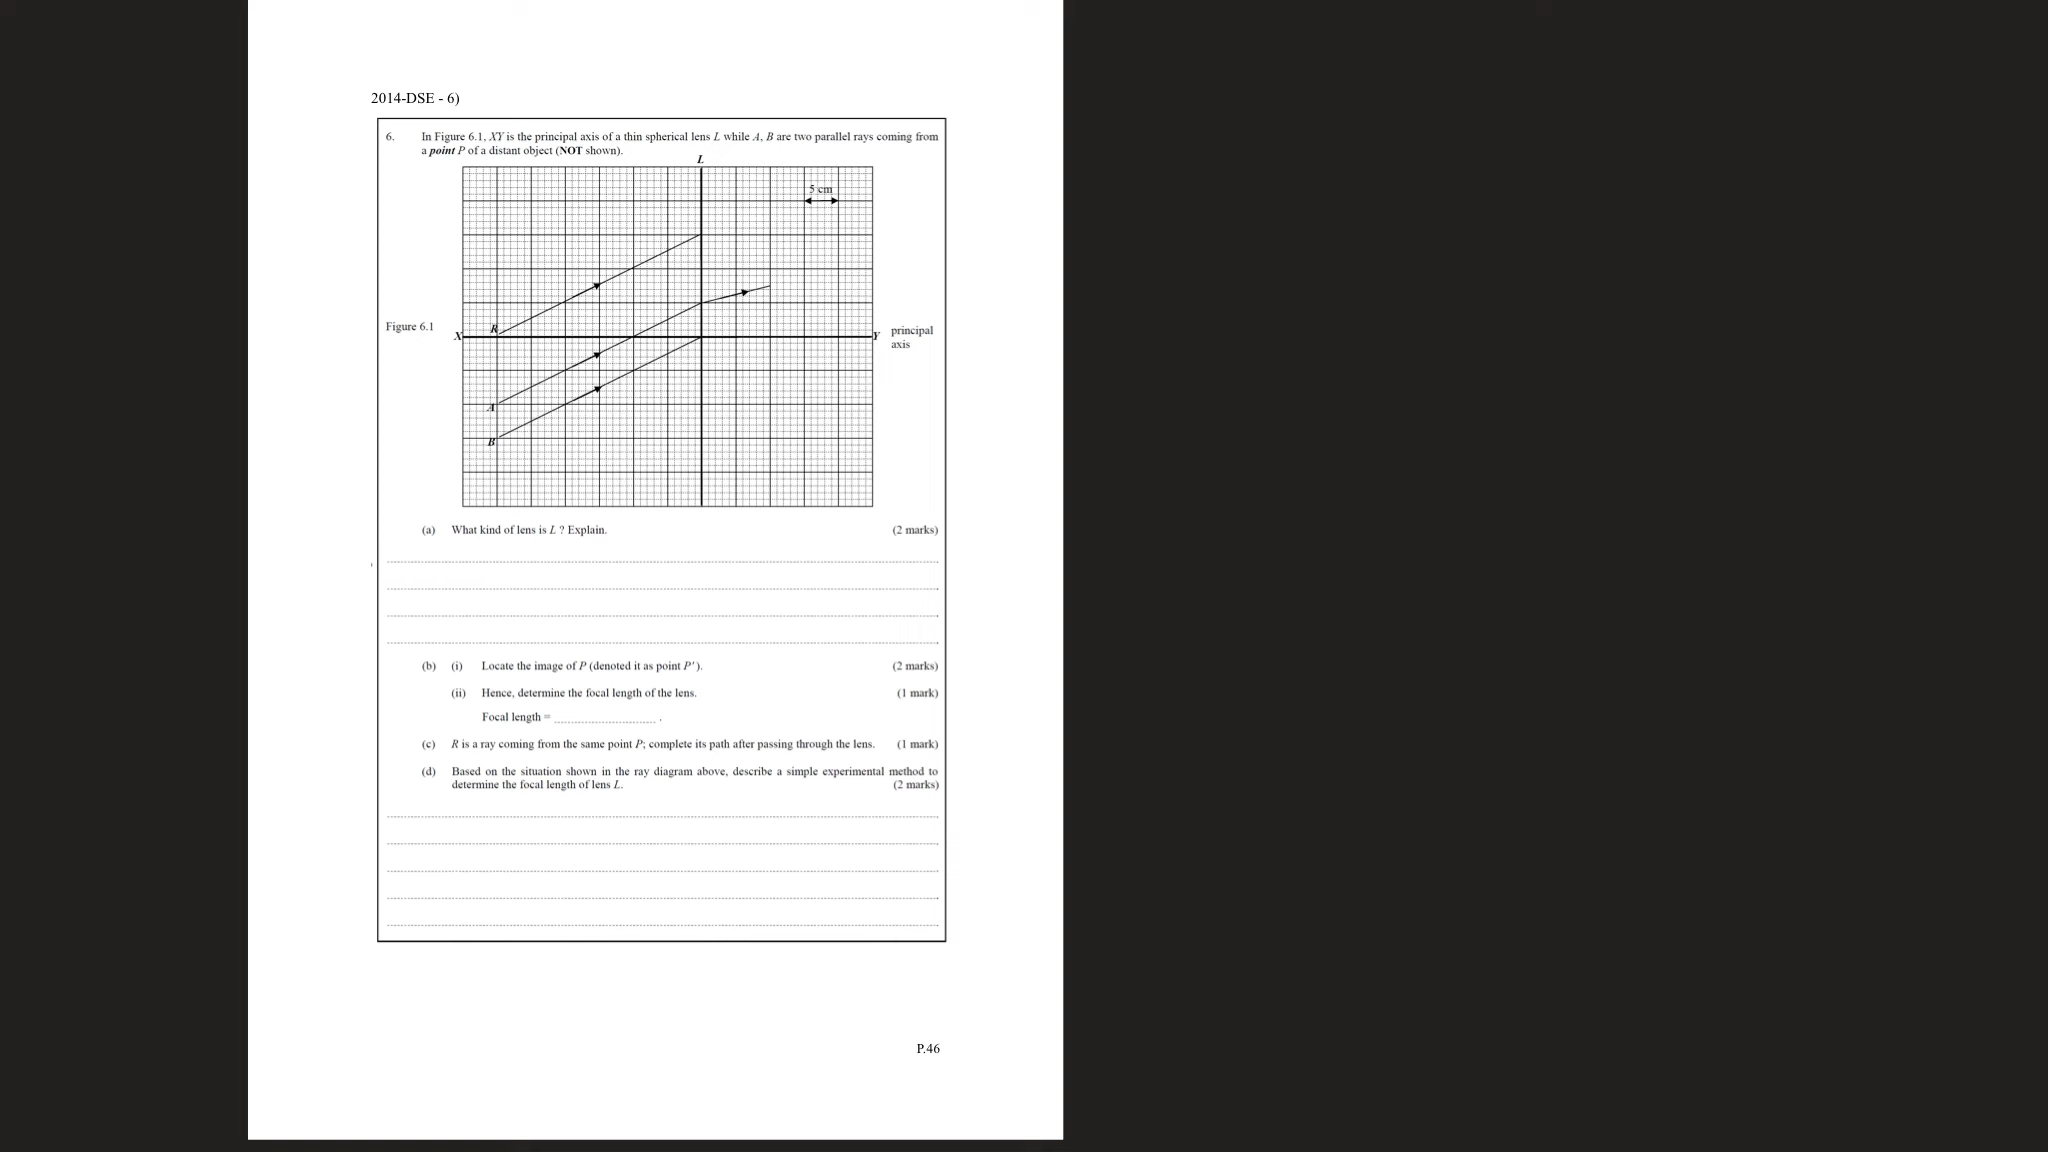 2014-DSE - 6)
6. In Figure 6.1, XY is the principal axis of a thin spherical lens L while A, B are two parallel rays coming from
a point P of a distant object (NOT shown).
L
5 cm
Figure 6.1
X
R
Y
principal
axis
A
B
(a) What kind of lens is L ? Explain. (2 marks)
(b) (i) Locate the image of P (denoted it as point P′ ). (2 marks)
(ii) Hence, determine the focal length of the lens. (1 mark)
Focal length = .
(c) R is a ray coming from the same point P; complete its path after passing through the lens. (1 mark)
(d) Based on the situation shown in the ray diagram above, describe a simple experimental method to
determine the focal length of lens L. (2 marks)
P.46